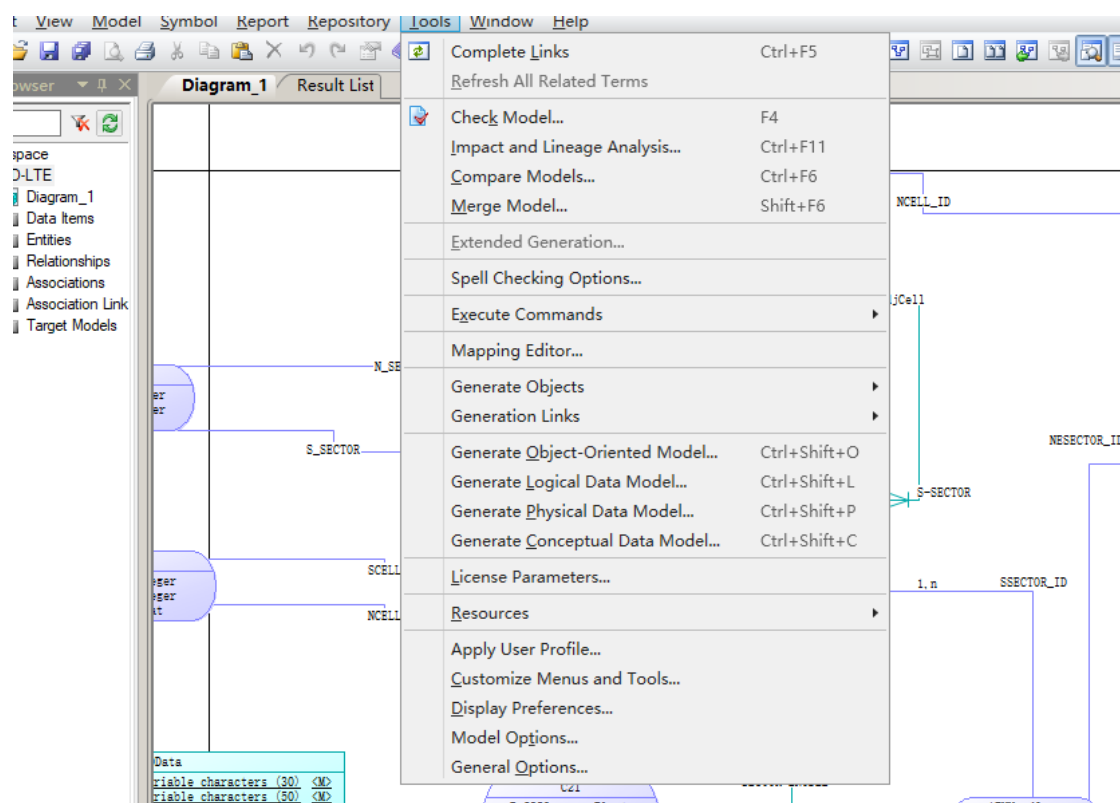 t View Model Symbol Report Repository Tools Window Help
owser
Diagram_1 Result List
space
D-LTE
Diagram_1
Data Items
Entities
Relationships
Associations
Association Link
Target Models
Complete Links Ctrl+F5
Refresh All Related Terms
Check Model... F4
Impact and Lineage Analysis... Ctrl+F11
Compare Models... Ctrl+F6
Merge Model... Shift+F6
Extended Generation...
Spell Checking Options...
Execute Commands
Mapping Editor...
Generate Objects
Generation Links
Generate Object-Oriented Model... Ctrl+Shift+O
Generate Logical Data Model... Ctrl+Shift+L
Generate Physical Data Model... Ctrl+Shift+P
Generate Conceptual Data Model... Ctrl+Shift+C
License Parameters...
Resources
Apply User Profile...
Customize Menus and Tools...
Display Preferences...
Model Options...
General Options...
NCELL_ID
jCell
N_SE
er
er
S_SECTOR
NESECTOR_ID
S-SECTOR
SCELL
eger
eger
at
NCELL
1,n SSECTOR_ID
Data
riable characters (30) <M>
riable characters (50) <M>
C21